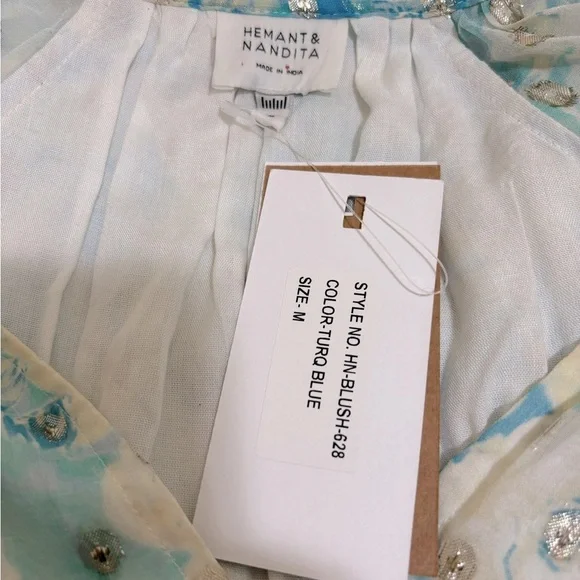 HEMANT &
NANDITA
MADE IN INDIA
STYLE NO. HN-BLUSH-628
COLOR-TURQ BLUE
SIZE- M